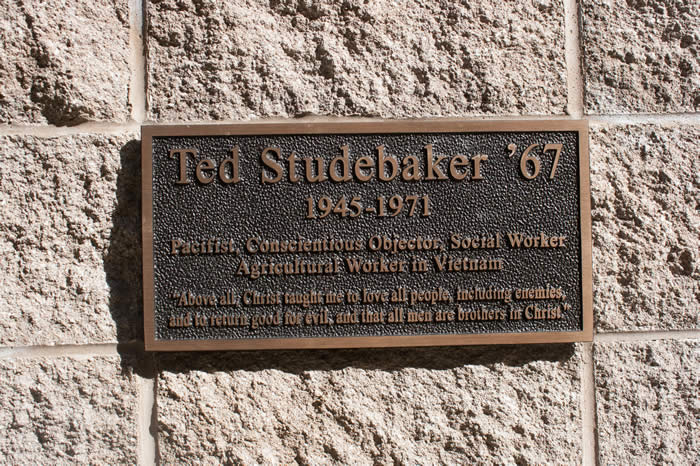 Ted Studebaker ’67
1945-1971
Pacifist, Conscientious Objector, Social Worker
Agricultural Worker in Vietnam
“Above all, Christ taught me to love all people, including enemies,
and to return good for evil, and that all men are brothers in Christ.”